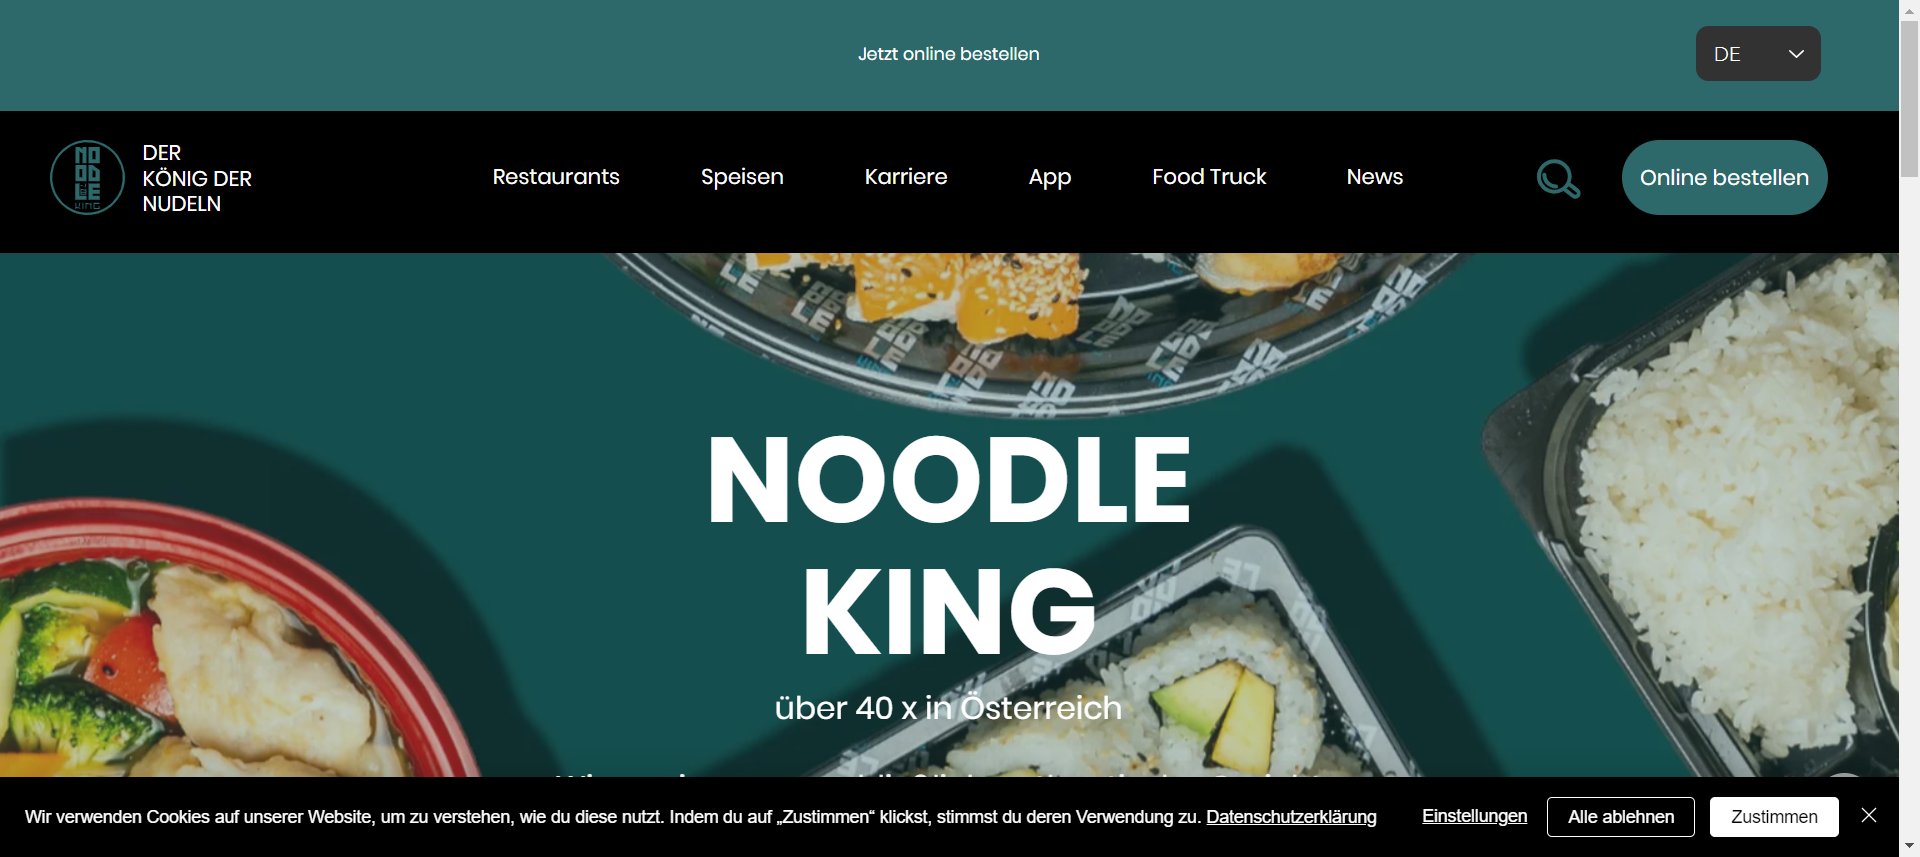 Jetzt online bestellen
DE
NO
OD
LE
KING
DER
KÖNIG DER
NUDELN
Restaurants
Speisen
Karriere
App
Food Truck
News
Online bestellen
NOODLE
KING
über 40 x in Österreich
Wir verwenden Cookies auf unserer Website, um zu verstehen, wie du diese nutzt. Indem du auf „Zustimmen“ klickst, stimmst du deren Verwendung zu. Datenschutzerklärung
Einstellungen
Alle ablehnen
Zustimmen